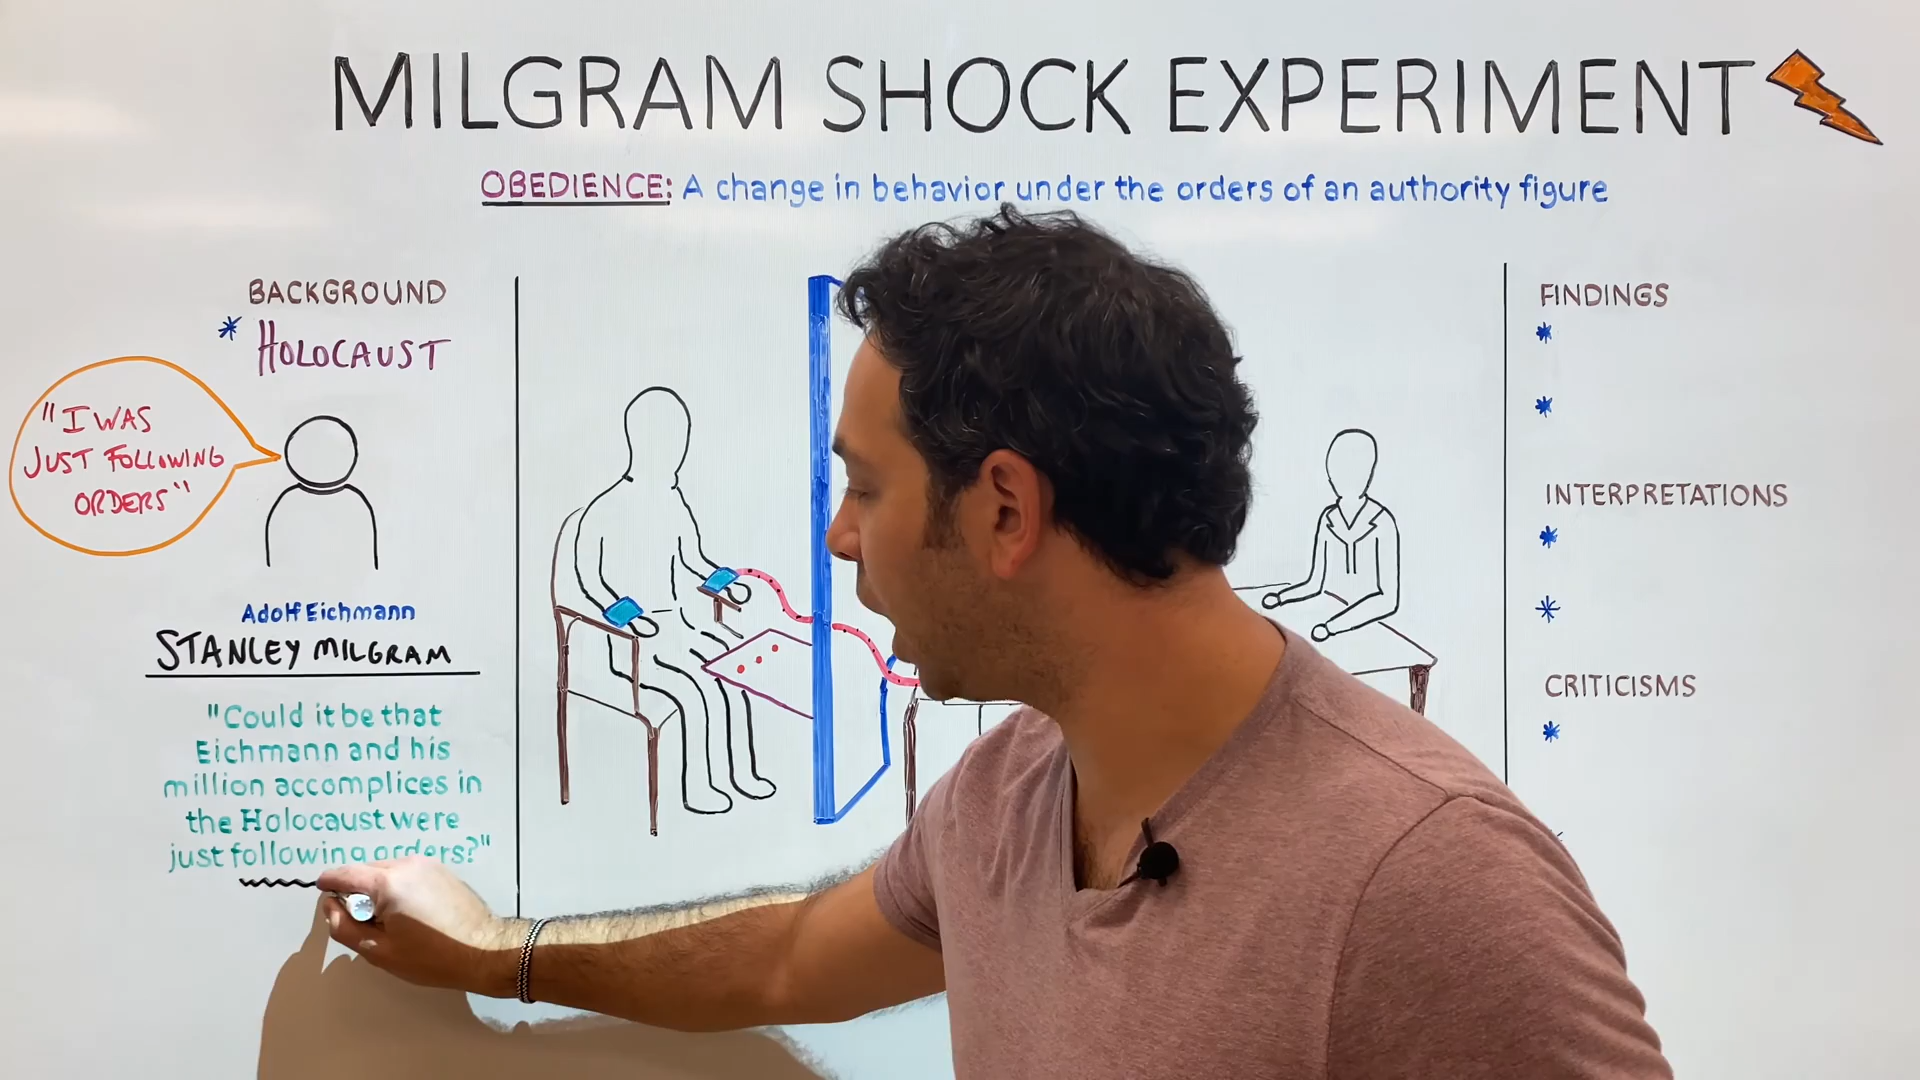 MILGRAM SHOCK EXPERIMENT
OBEDIENCE: A change in behavior under the orders of an authority figure
BACKGROUND
* HOLOCAUST
"I WAS
JUST FOLLOWING
ORDERS"
Adolf Eichmann
STANLEY MILGRAM
"Could it be that
Eichmann and his
million accomplices in
the Holocaust were
just following orders?"
FINDINGS
*
*
INTERPRETATIONS
*
*
CRITICISMS
*